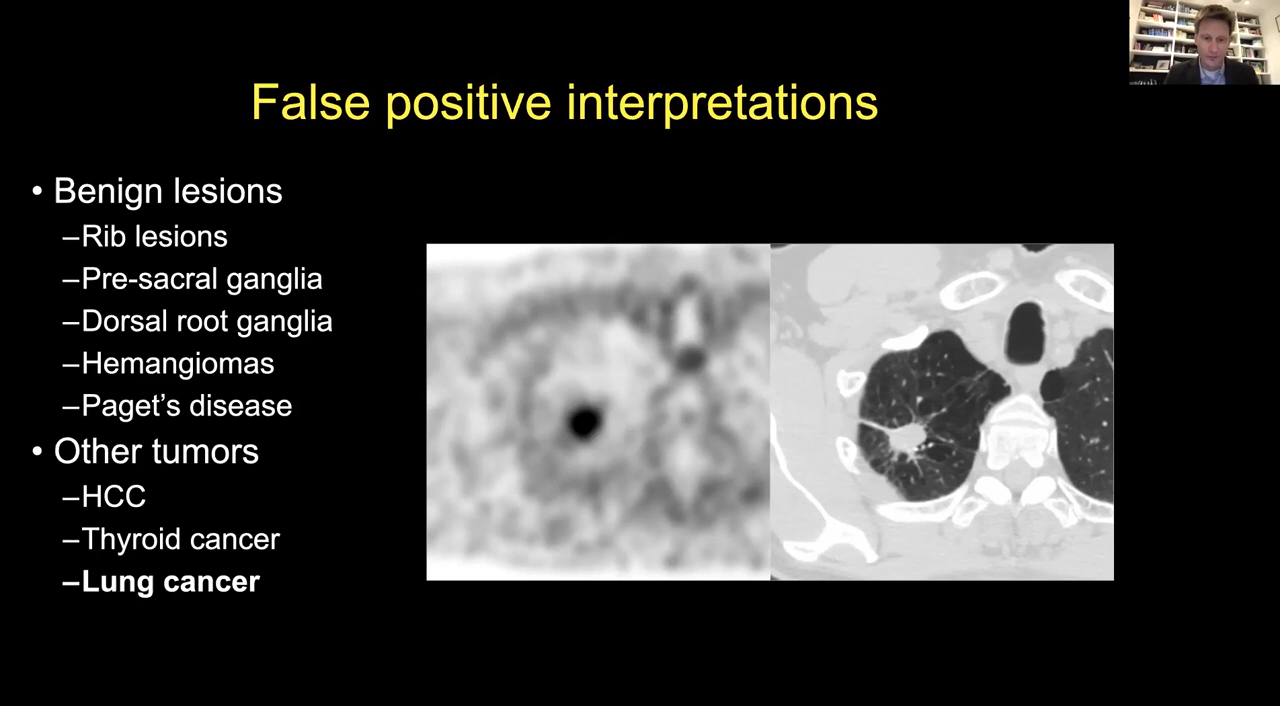 False positive interpretations
• Benign lesions
–Rib lesions
–Pre-sacral ganglia
–Dorsal root ganglia
–Hemangiomas
–Paget’s disease
• Other tumors
–HCC
–Thyroid cancer
–Lung cancer